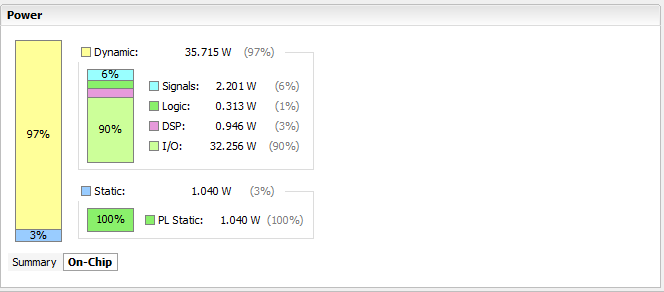 Power
Dynamic: 35.715 W (97%)
6%
Signals: 2.201 W (6%)
Logic: 0.313 W (1%)
DSP: 0.946 W (3%)
97%
90%
I/O: 32.256 W (90%)
Static: 1.040 W (3%)
100%
PL Static: 1.040 W (100%)
3%
Summary On-Chip